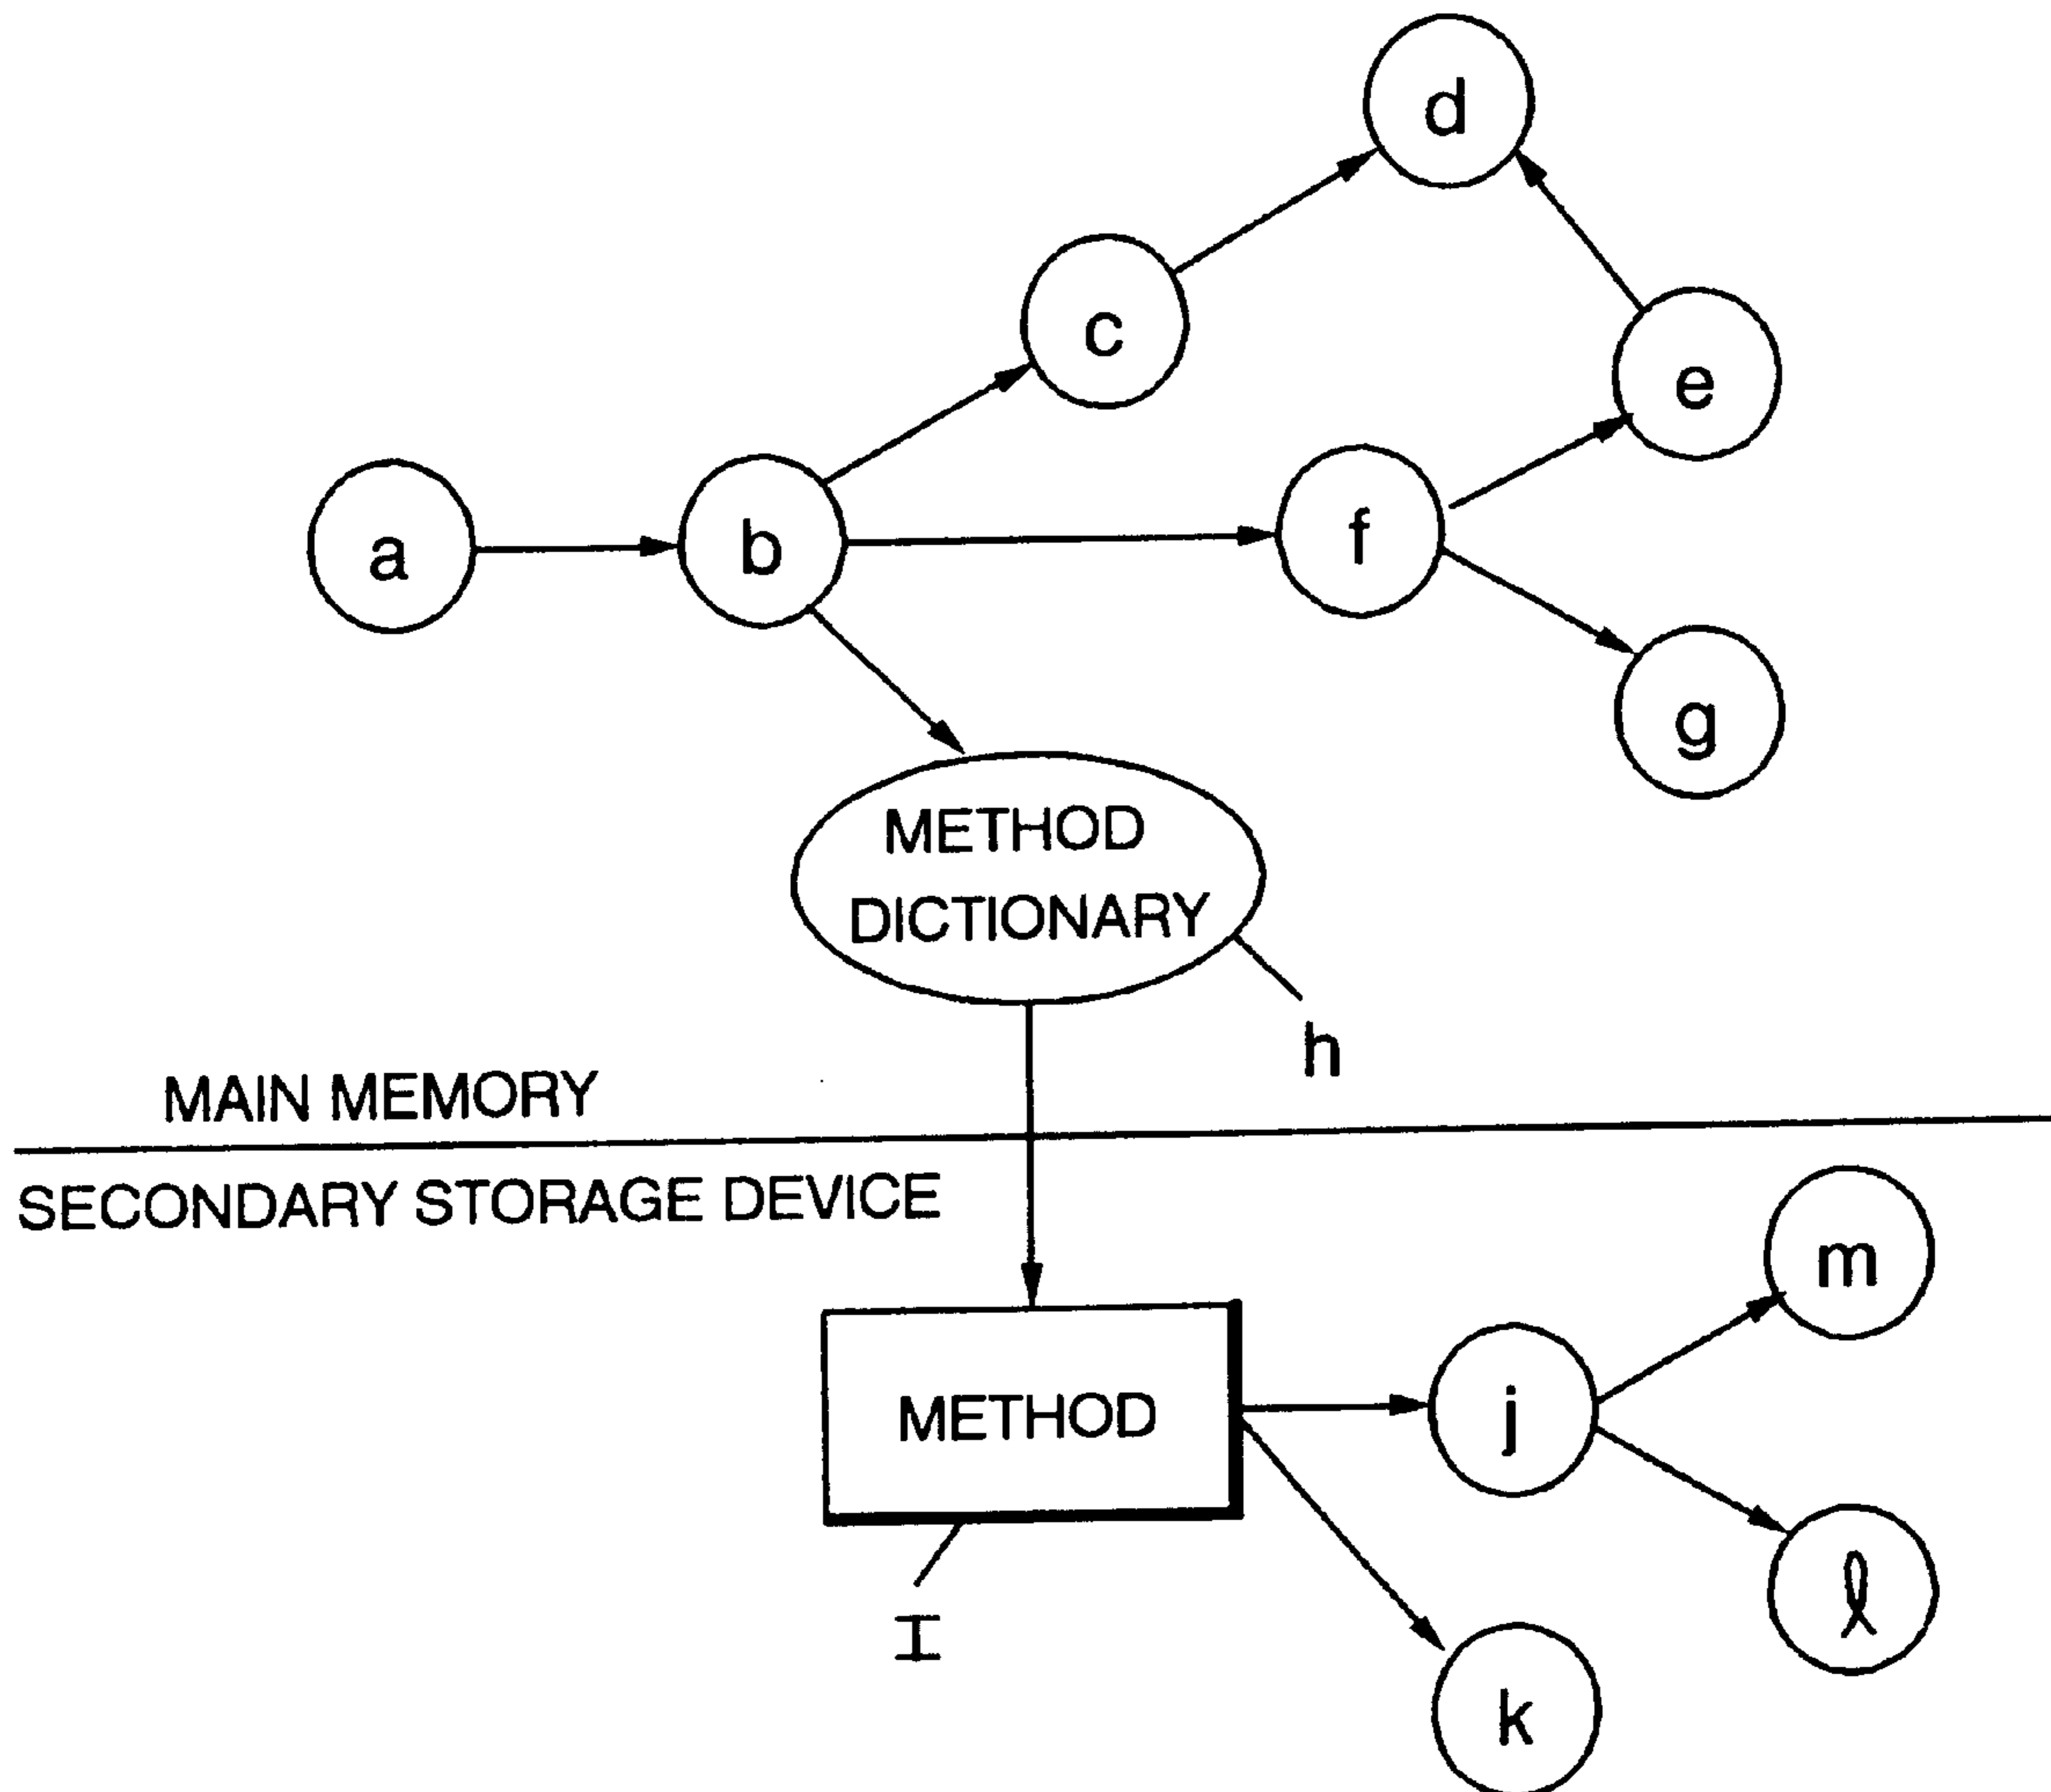 d
c
e
a
b
f
g
METHOD
DICTIONARY
h
MAIN MEMORY
SECONDARY STORAGE DEVICE
m
METHOD
j
ℓ
I
k